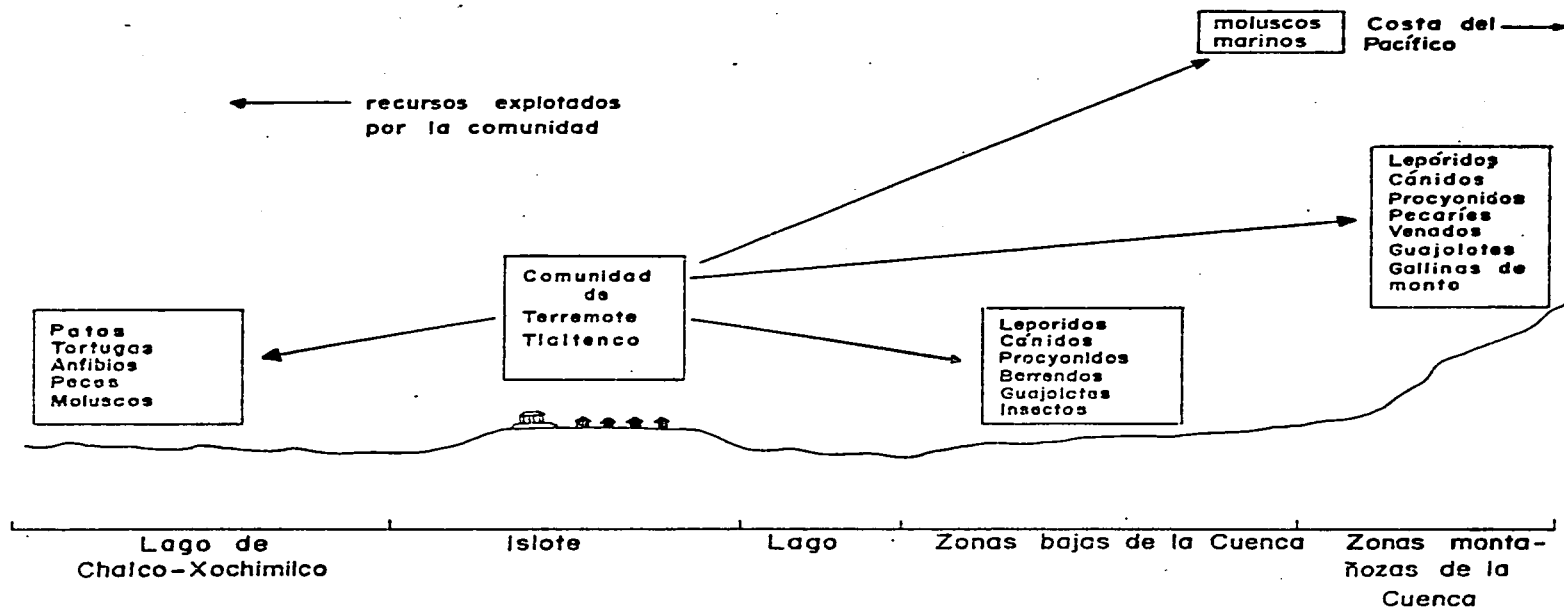 moluscos
marinos
Costa del
Pacífico
recursos explotados
por la comunidad
Lepóridos
Cánidos
Procyonidos
Pecaríes
Venados
Guajolotes
Gallinas de
monte
Comunidad
de
Terremote
Tlaltenco
Patos
Tortugas
Anfibios
Peces
Moluscos
Leporidos
Cánidos
Procyonidos
Berrendos
Guajolotes
Insectos
Lago de
Chalco-Xochimilco
Islote
Lago
Zonas bajas de la Cuenca
Zonas monta-
ñozas de la
Cuenca